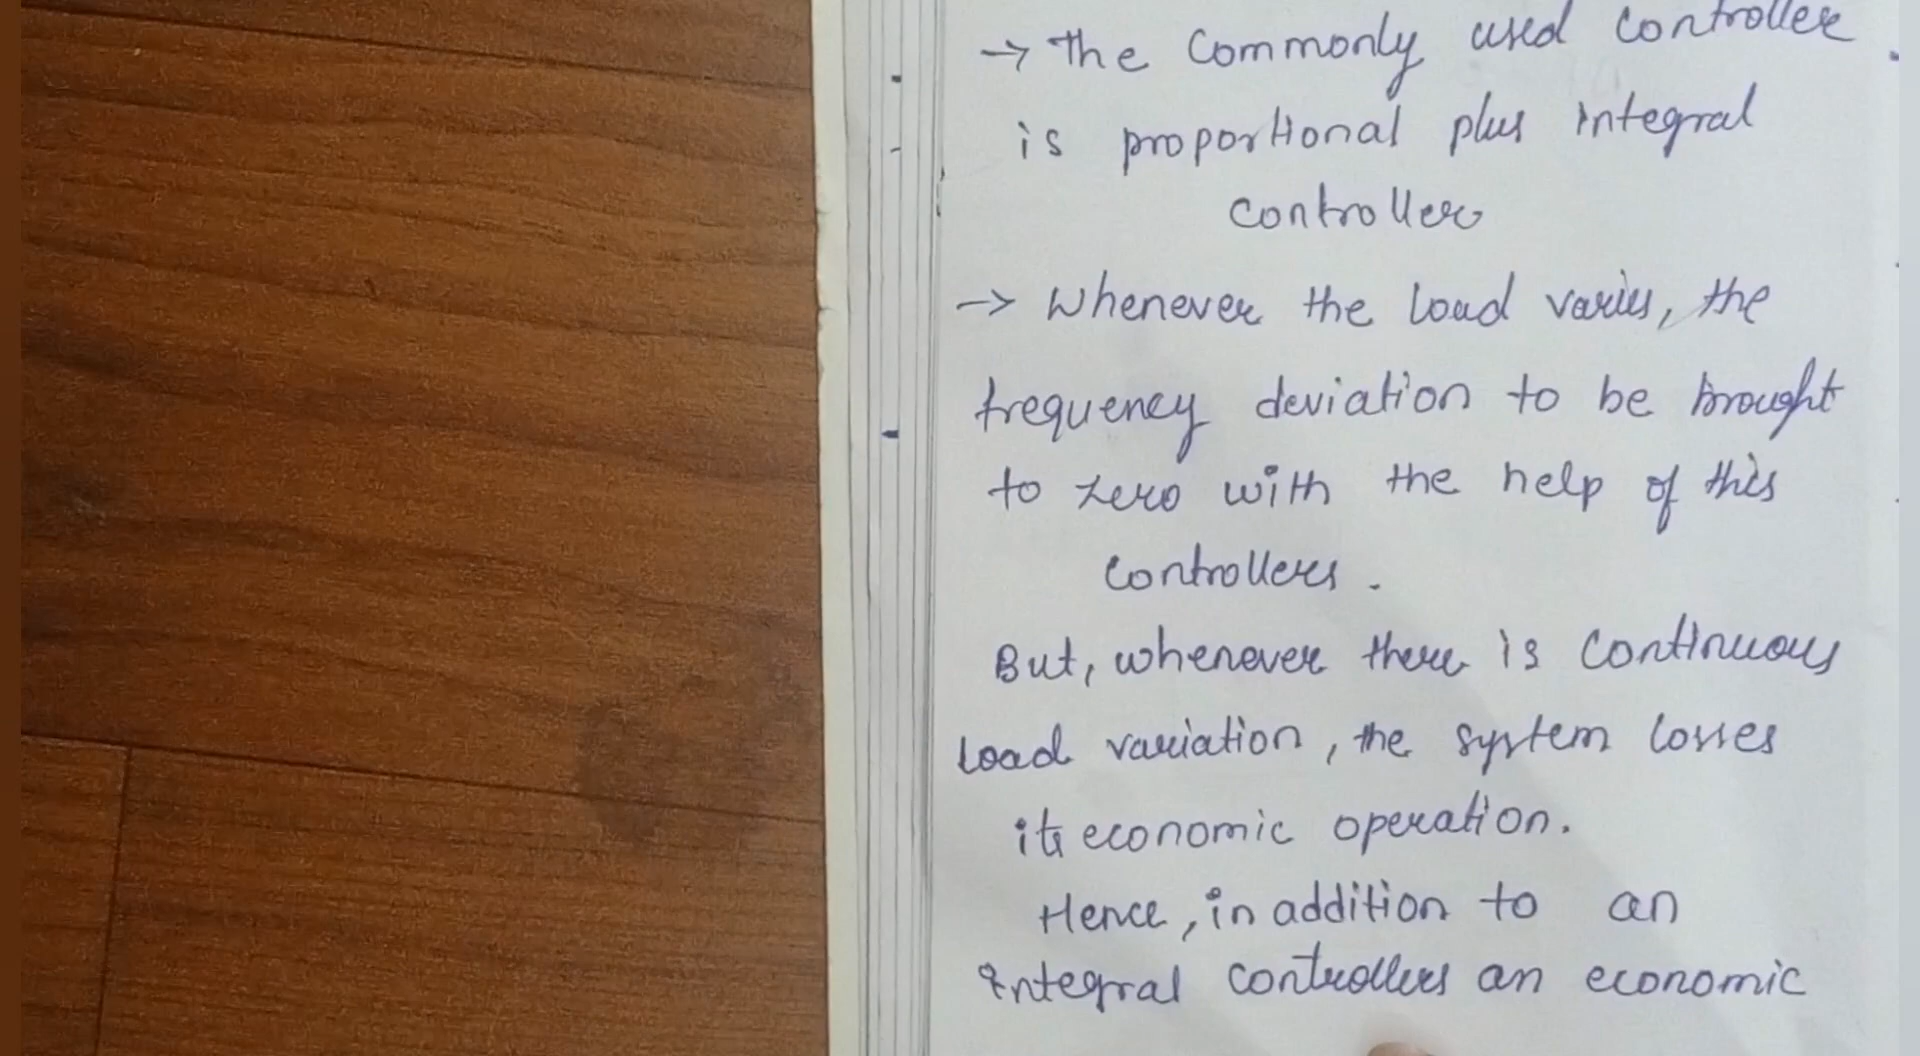 → The Commonly used controller
is proportional plus integral
controller
→ Whenever the load varies, the
frequency deviation to be brought
to zero with the help of this
controllers.
But, whenever there is continuous
load variation, the system losses
its economic operation.
Hence, in addition to an
integral controllers an economic